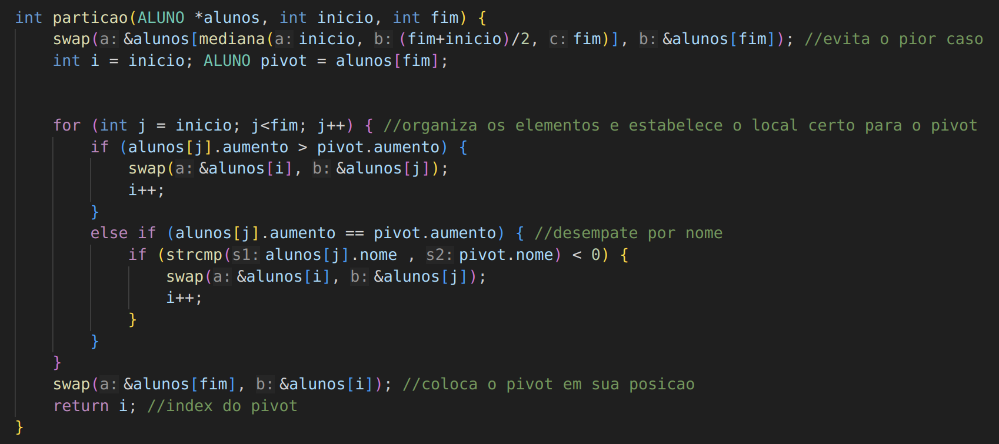 int particao(ALUNO *alunos, int inicio, int fim) {
swap(a: &alunos[mediana(a: inicio, b: (fim+inicio)/2, c: fim)], b: &alunos[fim]); //evita o pior caso
int i = inicio; ALUNO pivot = alunos[fim];
for (int j = inicio; j<fim; j++) { //organiza os elementos e estabelece o local certo para o pivot
if (alunos[j].aumento > pivot.aumento) {
swap(a: &alunos[i], b: &alunos[j]);
i++;
}
else if (alunos[j].aumento == pivot.aumento) { //desempate por nome
if (strcmp(s1: alunos[j].nome , s2: pivot.nome) < 0) {
swap(a: &alunos[i], b: &alunos[j]);
i++;
}
}
}
swap(a: &alunos[fim], b: &alunos[i]); //coloca o pivot em sua posicao
return i; //index do pivot
}